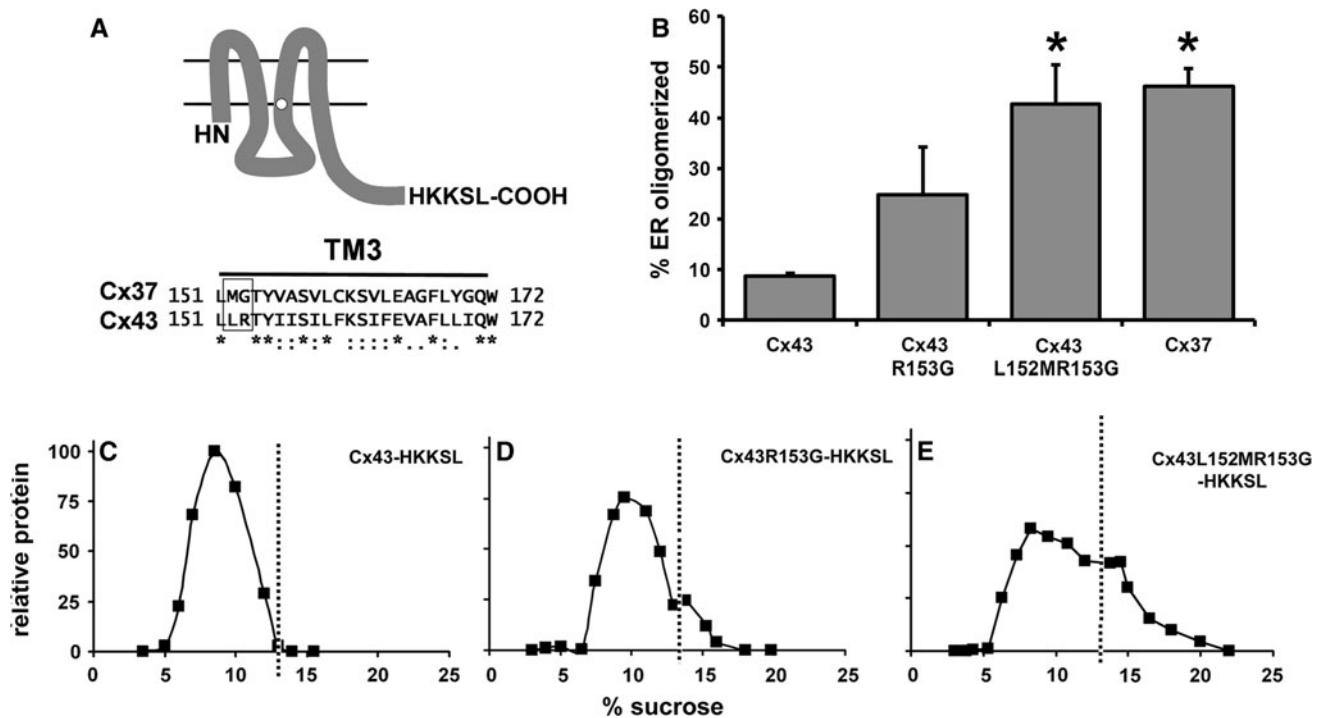 A
HN
HKKSL-COOH
TM3
Cx37 151 LMGTYVASVLCKSVLEAGFLYGQW 172
Cx43 151 LLRTYIISILFKSIFEVAFLLIQW 172
* **::*:* ::::*..*:. **
B
% ER oligomerized
60
50
40
30
20
10
0
* *
Cx43
Cx43
R153G
Cx43
L152MR153G
Cx37
C
Cx43-HKKSL
relative protein
100
75
50
25
0
0 5 10 15 20 25
D
Cx43R153G-HKKSL
0 5 10 15 20 25
E
Cx43L152MR153G
-HKKSL
0 5 10 15 20 25
% sucrose